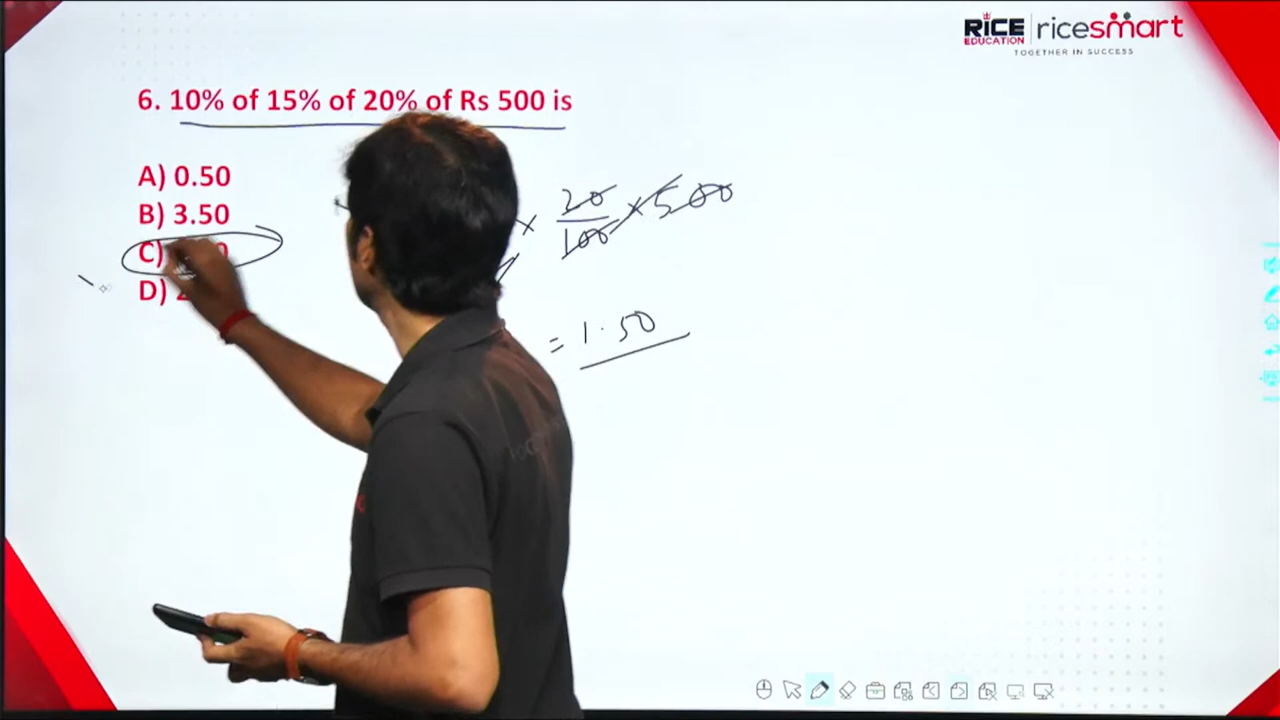 RICE EDUCATION ricesmart
TOGETHER IN SUCCESS
6. 10% of 15% of 20% of Rs 500 is
A) 0.50
B) 3.50
C)
D)
× 20/100 × 500
= 1.50